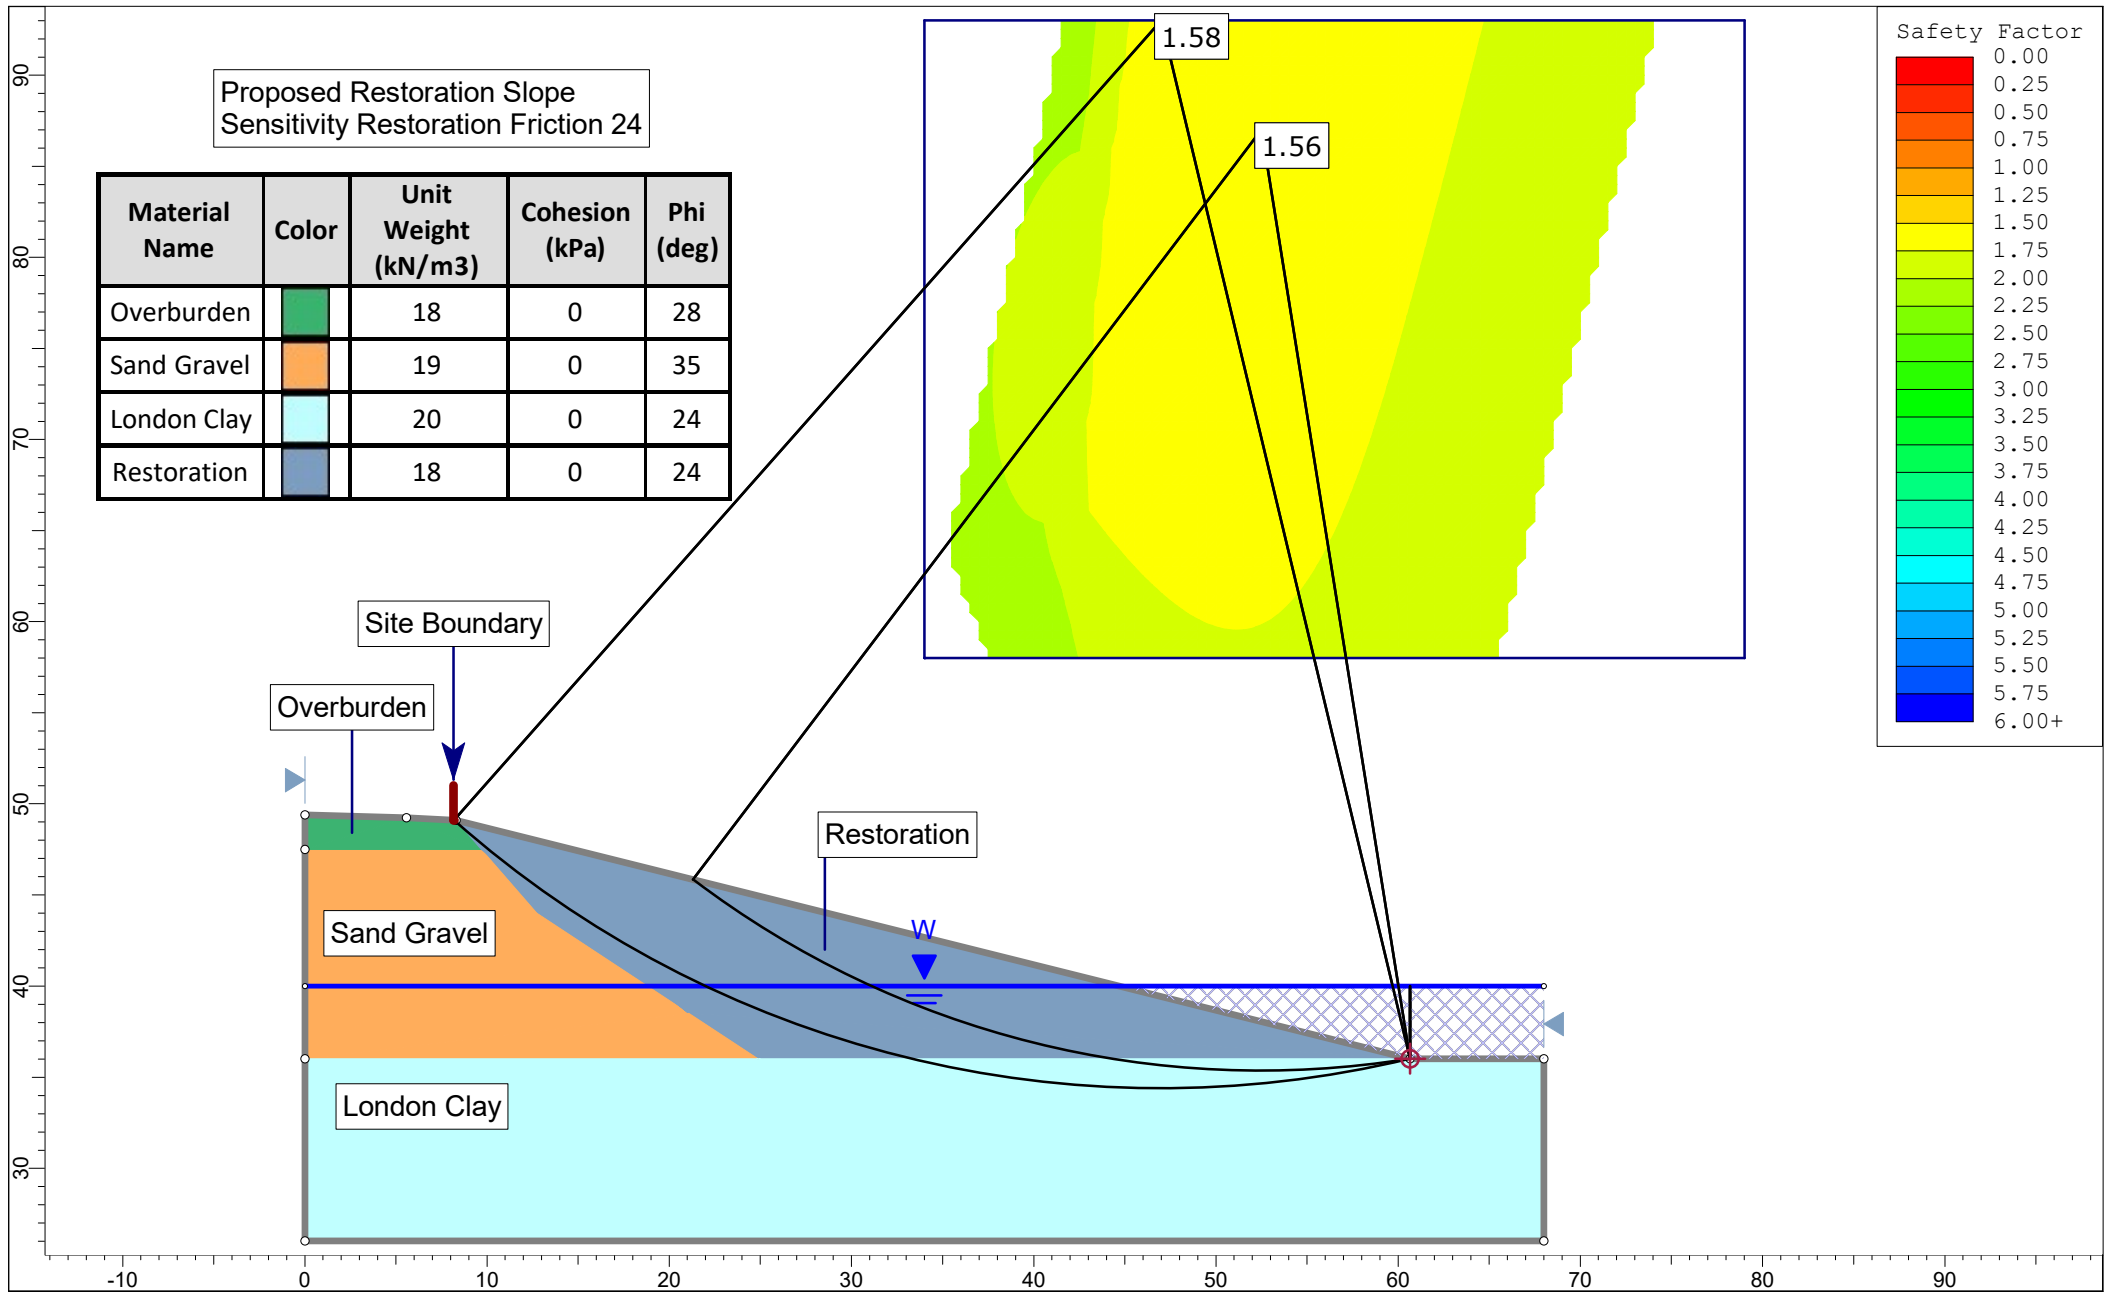 1.58
1.56
Proposed Restoration Slope
Sensitivity Restoration Friction 24
Material Name Color Unit Weight (kN/m3) Cohesion (kPa) Phi (deg)
Overburden 18 0 28
Sand Gravel 19 0 35
London Clay 20 0 24
Restoration 18 0 24
Safety Factor
0.00
0.25
0.50
0.75
1.00
1.25
1.50
1.75
2.00
2.25
2.50
2.75
3.00
3.25
3.50
3.75
4.00
4.25
4.50
4.75
5.00
5.25
5.50
5.75
6.00+
Site Boundary
Overburden
Restoration
W
Sand Gravel
London Clay
90
80
70
60
50
40
30
-10 0 10 20 30 40 50 60 70 80 90